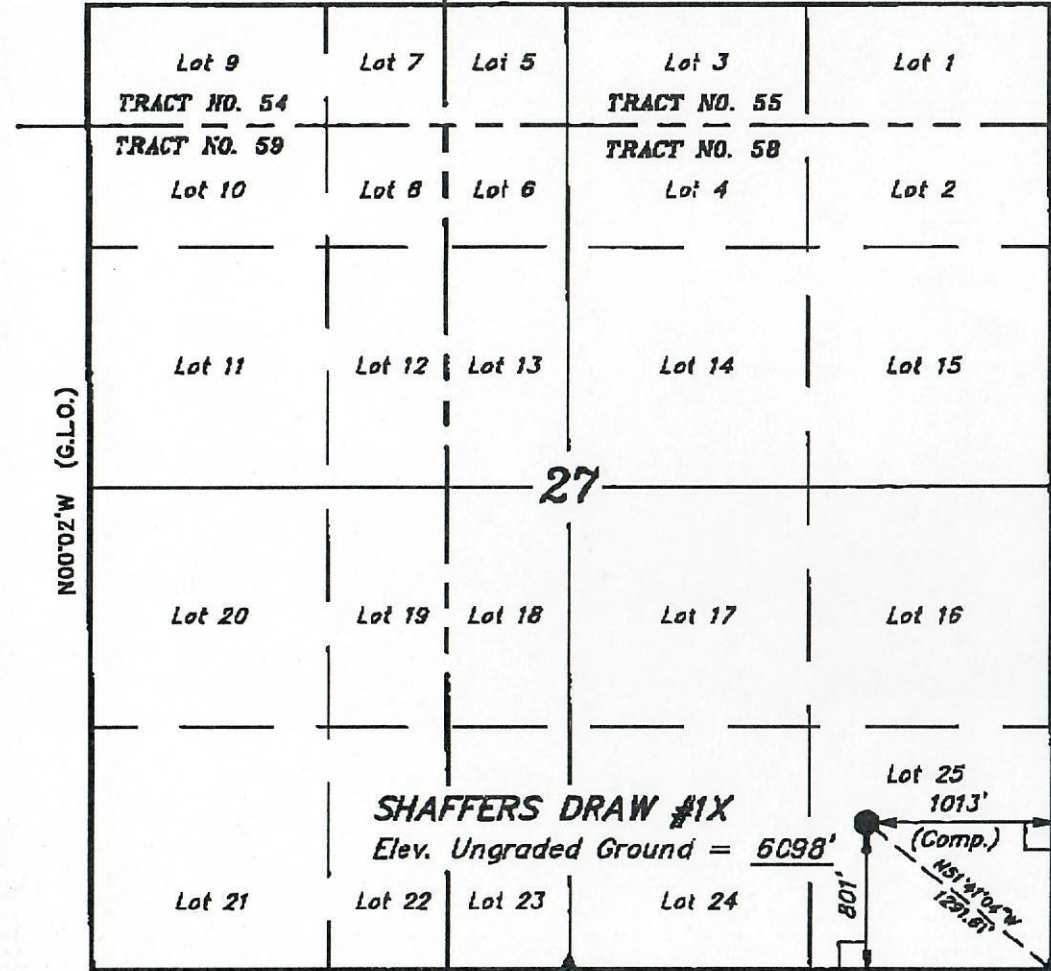 Lot 9
Lot 7
Lot 5
Lot 3
Lot 1
TRACT NO. 54
TRACT NO. 55
TRACT NO. 59
TRACT NO. 58
Lot 10
Lot 8
Lot 6
Lot 4
Lot 2
Lot 11
Lot 12
Lot 13
Lot 14
Lot 15
N00°02'W (G.L.O.)
27
Lot 20
Lot 19
Lot 18
Lot 17
Lot 16
Lot 25
SHAFFERS DRAW #1X
1013'
(Comp.)
Elev. Ungraded Ground = 6098'
N51°41'04"W
801'
Lot 21
Lot 22
Lot 23
Lot 24